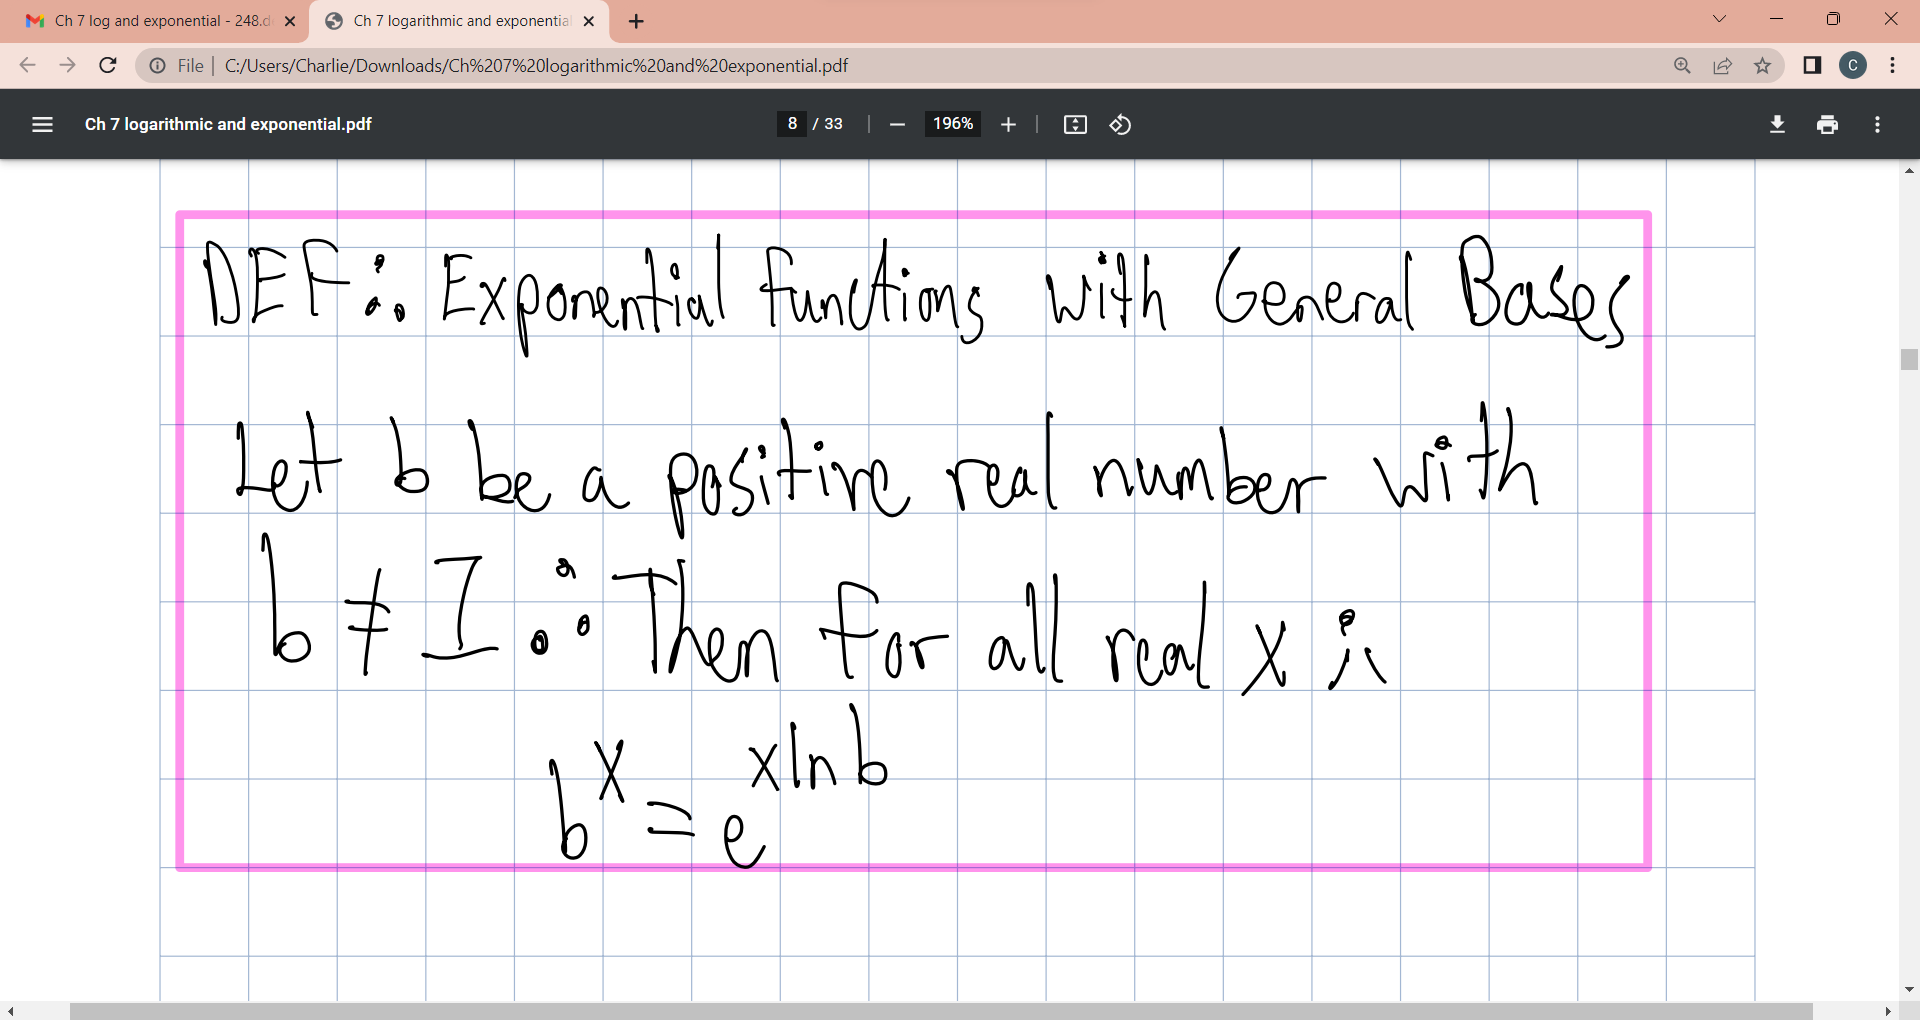 Ch 7 log and exponential - 248.d
Ch 7 logarithmic and exponential
File | C:/Users/Charlie/Downloads/Ch%207%20logarithmic%20and%20exponential.pdf
C
Ch 7 logarithmic and exponential.pdf
8 / 33
196%
DEF∴ Exponential functions with General Bases
Let b be a positive real number with
b ≠ 1 ∴ Then for all real x ∴
b^x = e^{x ln b}